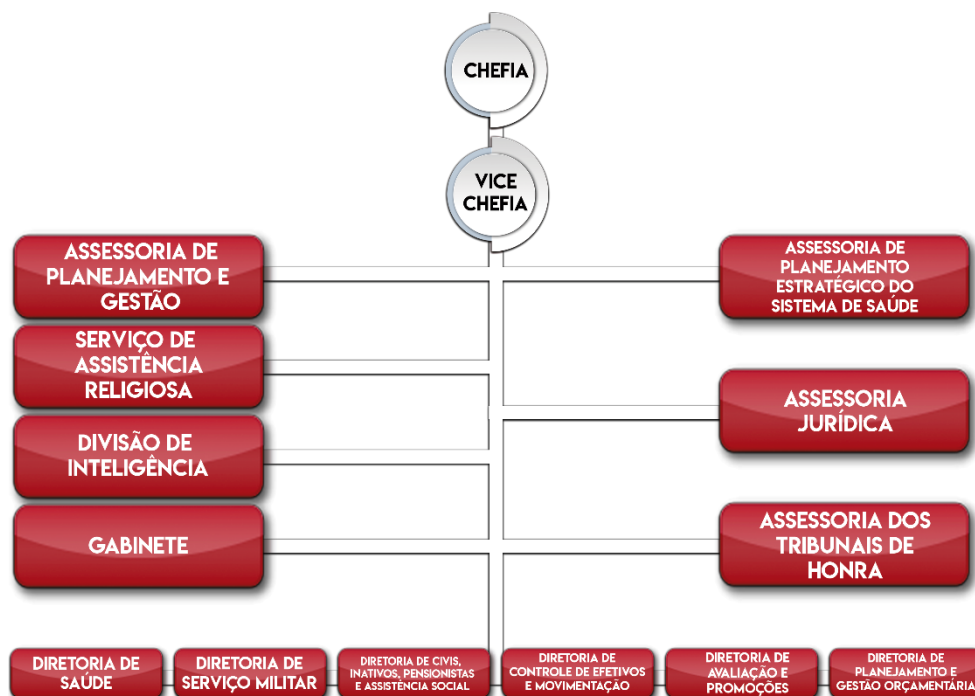 CHEFIA
VICE
CHEFIA
ASSESSORIA DE
PLANEJAMENTO E
GESTÃO
ASSESSORIA DE
PLANEJAMENTO
ESTRATÉGICO DO
SISTEMA DE SAÚDE
SERVIÇO DE
ASSISTÊNCIA
RELIGIOSA
ASSESSORIA
JURÍDICA
DIVISÃO DE
INTELIGÊNCIA
GABINETE
ASSESSORIA DOS
TRIBUNAIS DE
HONRA
DIRETORIA DE
SAÚDE
DIRETORIA DE
SERVIÇO MILITAR
DIRETORIA DE CIVIS,
INATIVOS, PENSIONISTAS
E ASSISTÊNCIA SOCIAL
DIRETORIA DE
CONTROLE DE EFETIVOS
E MOVIMENTAÇÃO
DIRETORIA DE
AVALIAÇÃO E
PROMOÇÕES
DIRETORIA DE
PLANEJAMENTO E
GESTÃO ORÇAMENTÁRIA